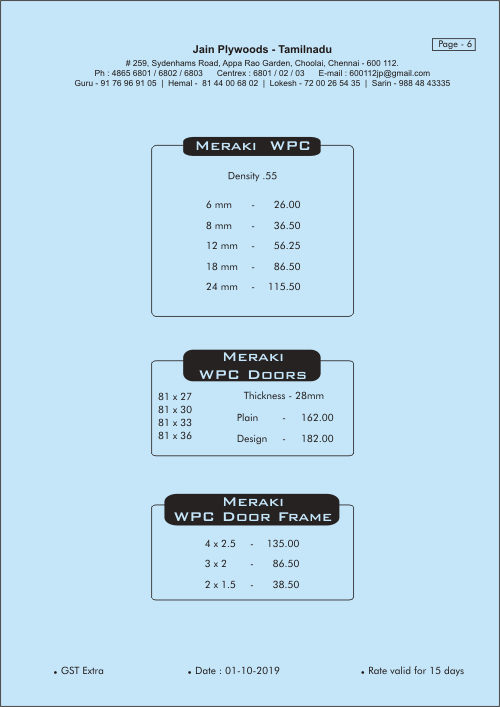 Page - 6
Jain Plywoods - Tamilnadu
# 259, Sydenhams Road, Appa Rao Garden, Choolai, Chennai - 600 112.
Ph : 4865 6801 / 6802 / 6803 Centrex : 6801 / 02 / 03 E-mail : 600112jp@gmail.com
Guru - 91 76 96 91 05 | Hemal - 81 44 00 68 02 | Lokesh - 72 00 26 54 35 | Sarin - 988 48 43335
MERAKI WPC
Density .55
6 mm - 26.00
8 mm - 36.50
12 mm - 56.25
18 mm - 86.50
24 mm - 115.50
MERAKI
WPC DOORS
81 x 27
81 x 30
81 x 33
81 x 36
Thickness - 28mm
Plain - 162.00
Design - 182.00
MERAKI
WPC DOOR FRAME
4 x 2.5 - 135.00
3 x 2 - 86.50
2 x 1.5 - 38.50
• GST Extra • Date : 01-10-2019 • Rate valid for 15 days